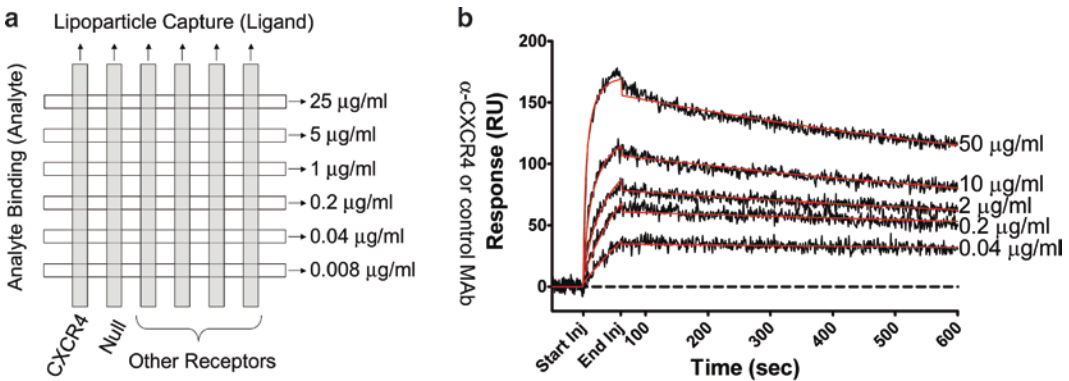 a
Lipoparticle Capture (Ligand)
Analyte Binding (Analyte)
25 μg/ml
5 μg/ml
1 μg/ml
0.2 μg/ml
0.04 μg/ml
0.008 μg/ml
CXCR4
Null
Other Receptors
b
α-CXCR4 or control MAb
Response (RU)
200
150
100
50
0
50 μg/ml
10 μg/ml
2 μg/ml
0.2 μg/ml
0.04 μg/ml
Start Inj
End Inj
100
200
300
400
500
600
Time (sec)